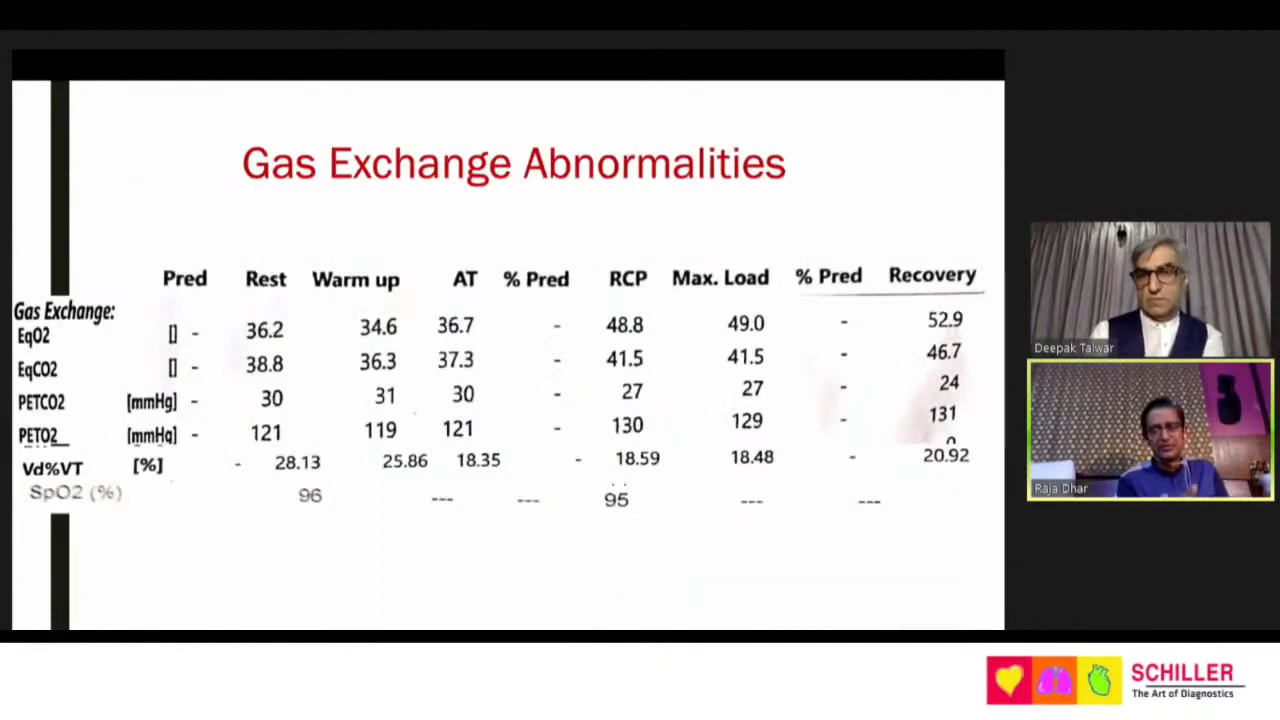 Gas Exchange Abnormalities
Pred Rest Warm up AT % Pred RCP Max. Load % Pred Recovery
Gas Exchange:
EqO2 [] - 36.2 34.6 36.7 - 48.8 49.0 - 52.9
EqCO2 [] - 38.8 36.3 37.3 - 41.5 41.5 - 46.7
PETCO2 [mmHg] - 30 31 30 - 27 27 - 24
PETO2 [mmHg] - 121 119 121 - 130 129 - 131
Vd%VT [%] - 28.13 25.86 18.35 - 18.59 18.48 - 20.92
SpO2 (%) 96 --- --- 95 --- ---
Deepak Talwar
Raja Dhar
SCHILLER
The Art of Diagnostics